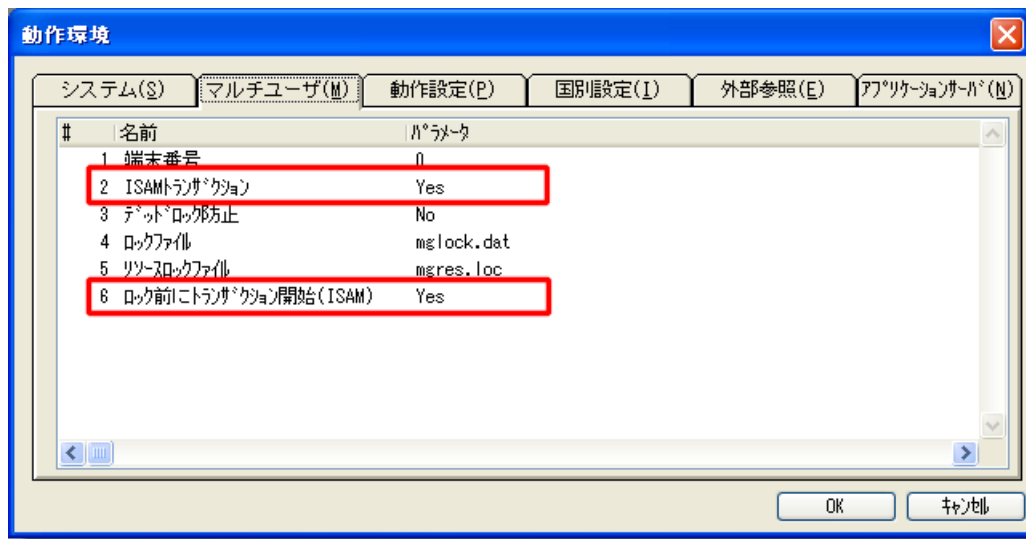 動作環境
システム(S) マルチユーザ(M) 動作設定(P) 国別設定(I) 外部参照(E) ｱﾌﾟﾘｹｰｼｮﾝｻｰﾊﾞ(N)
# 名前 ﾊﾟﾗﾒｰﾀ
1 端末番号 0
2 ISAMﾄﾗﾝｻﾞｸｼｮﾝ Yes
3 ﾃﾞｯﾄﾞﾛｯｸ防止 No
4 ﾛｯｸﾌｧｲﾙ mglock.dat
5 ﾘｿｰｽﾛｯｸﾌｧｲﾙ mgres.loc
6 ﾛｯｸ前にﾄﾗﾝｻﾞｸｼｮﾝ開始(ISAM) Yes
OK ｷｬﾝｾﾙ